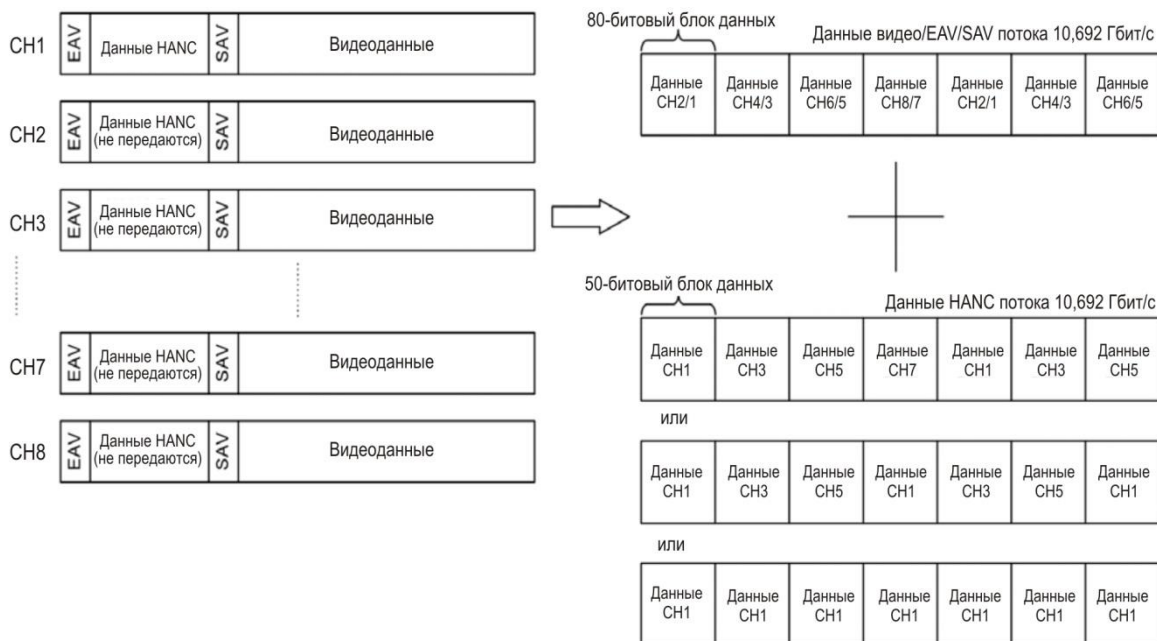 CH1
EAV
Данные HANC
SAV
Видеоданные
CH2
EAV
Данные HANC
(не передаются)
SAV
Видеоданные
CH3
EAV
Данные HANC
(не передаются)
SAV
Видеоданные
CH7
EAV
Данные HANC
(не передаются)
SAV
Видеоданные
CH8
EAV
Данные HANC
(не передаются)
SAV
Видеоданные
80-битовый блок данных
Данные видео/EAV/SAV потока 10,692 Гбит/с
Данные
CH2/1
Данные
CH4/3
Данные
CH6/5
Данные
CH8/7
Данные
CH2/1
Данные
CH4/3
Данные
CH6/5
50-битовый блок данных
Данные HANC потока 10,692 Гбит/с
Данные
CH1
Данные
CH3
Данные
CH5
Данные
CH7
Данные
CH1
Данные
CH3
Данные
CH5
или
Данные
CH1
Данные
CH3
Данные
CH5
Данные
CH1
Данные
CH3
Данные
CH5
Данные
CH1
или
Данные
CH1
Данные
CH1
Данные
CH1
Данные
CH1
Данные
CH1
Данные
CH1
Данные
CH1